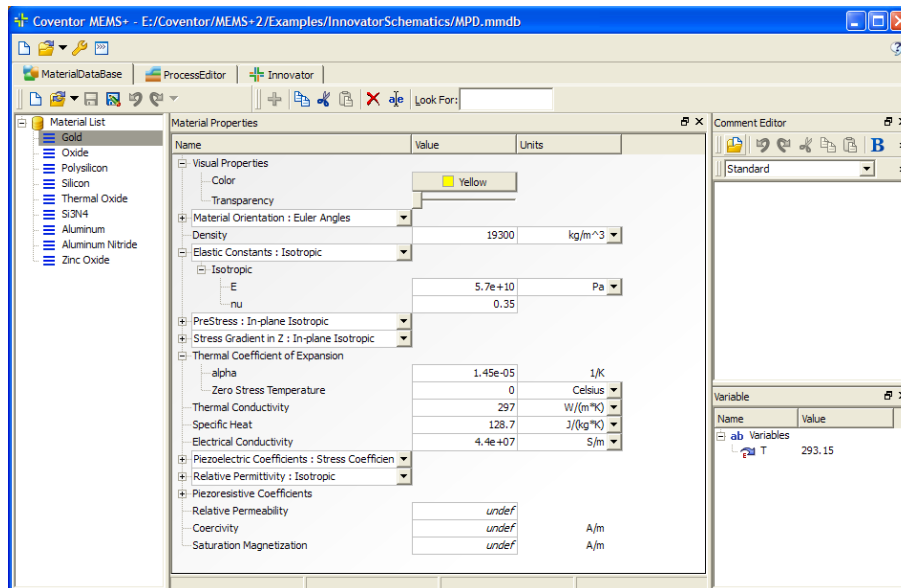 Coventor MEMS+ - E:/Coventor/MEMS+2/Examples/InnovatorSchematics/MPD.mmdb
MaterialDataBase ProcessEditor Innovator
Look For:
Material List
Gold
Oxide
Polysilicon
Silicon
Thermal Oxide
Si3N4
Aluminum
Aluminum Nitride
Zinc Oxide
Material Properties
Name Value Units
Visual Properties
Color Yellow
Transparency
Material Orientation : Euler Angles
Density 19300 kg/m^3
Elastic Constants : Isotropic
Isotropic
E 5.7e+10 Pa
nu 0.35
PreStress : In-plane Isotropic
Stress Gradient in Z : In-plane Isotropic
Thermal Coefficient of Expansion
alpha 1.45e-05 1/K
Zero Stress Temperature 0 Celsius
Thermal Conductivity 297 W/(m*K)
Specific Heat 128.7 J/(kg*K)
Electrical Conductivity 4.4e+07 S/m
Piezoelectric Coefficients : Stress Coefficien
Relative Permittivity : Isotropic
Piezoresistive Coefficients
Relative Permeability undef
Coercivity undef A/m
Saturation Magnetization undef A/m
Comment Editor
B
Standard
Variable
Name Value
ab Variables
T 293.15